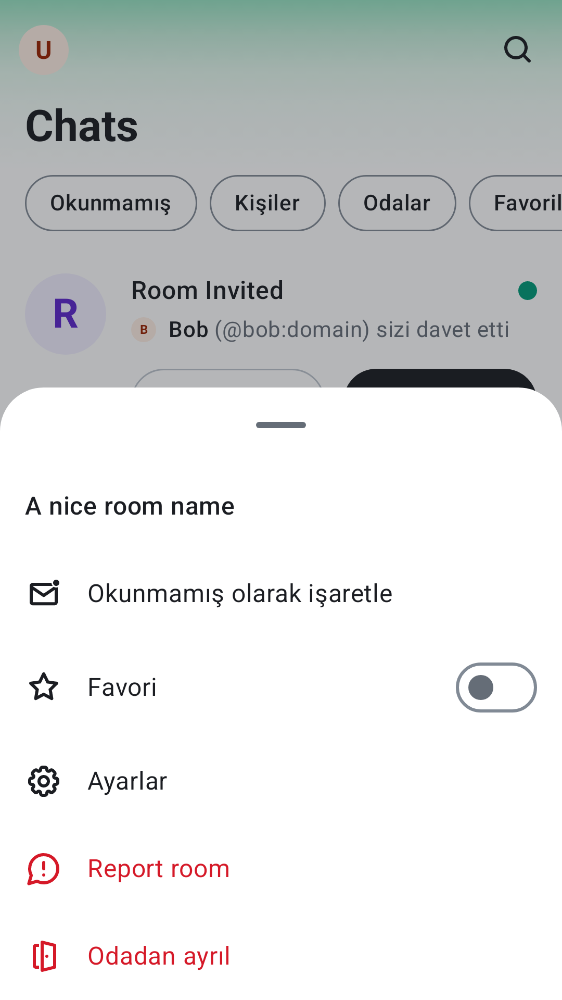 U
Chats
Okunmamış
Kişiler
Odalar
Favoril
R
Room Invited
B Bob (@bob:domain) sizi davet etti
A nice room name
Okunmamış olarak işaretle
Favori
Ayarlar
Report room
Odadan ayrıl